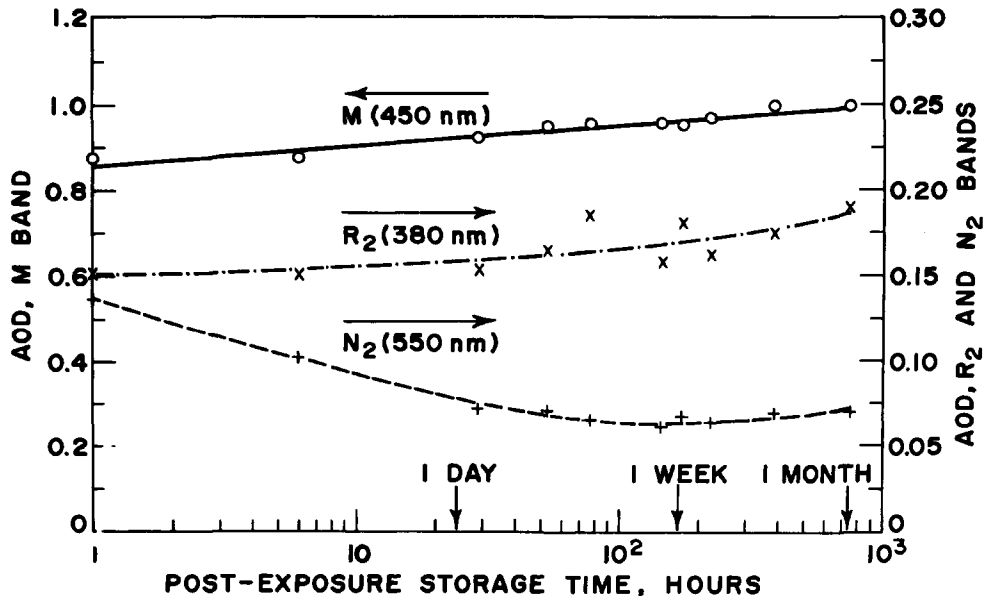 1.2
1.0
0.8
0.6
0.4
0.2
0
AOD, M BAND
0.30
0.25
0.20
0.15
0.10
0.05
0
AOD, R₂ AND N₂ BANDS
M (450 nm)
R₂ (380 nm)
N₂ (550 nm)
1 DAY
1 WEEK
1 MONTH
1
10
10²
10³
POST-EXPOSURE STORAGE TIME, HOURS